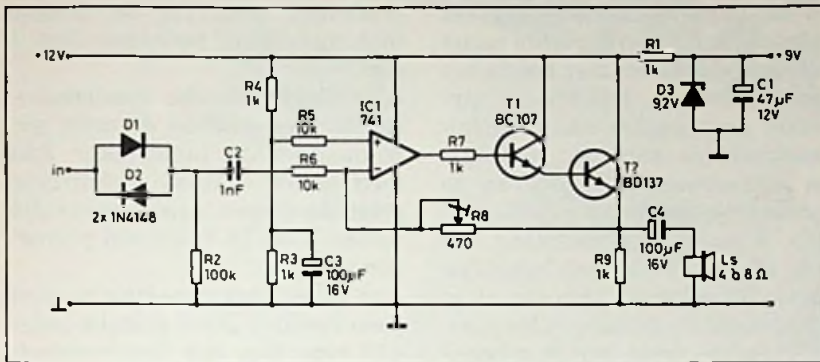 +12V
R1
1k
+9V
R4
1k
D3
9,2V
C1
47µF
12V
D1
IC1
741
T1
BC107
R5
10k
R7
1k
T2
BD137
C2
R6
10k
in
1nF
D2
2x 1N4148
R8
470
C4
100µF
16V
R2
100k
R3
1k
C3
100µF
16V
R9
1k
Ls
4 à 8Ω